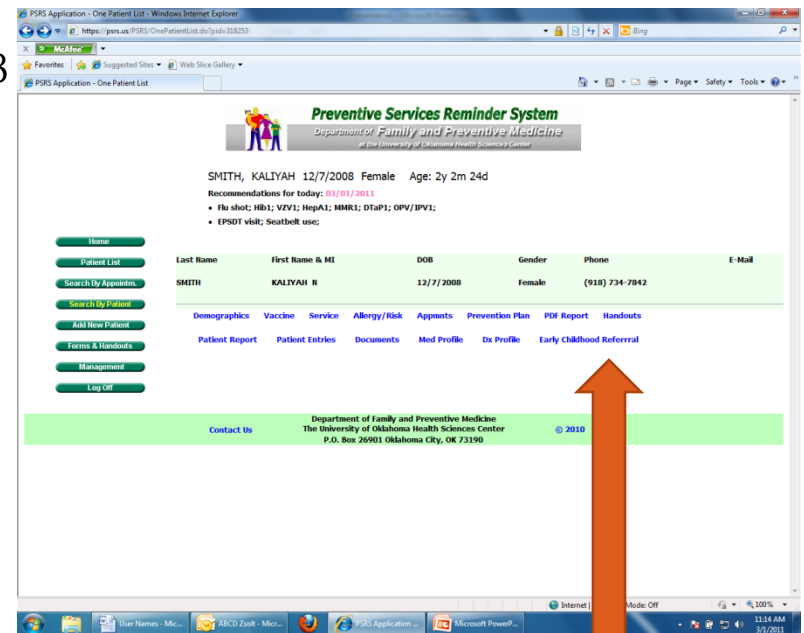 PSRS Application - One Patient List - Windows Internet Explorer
https://psrs.us/PSRS/OnePatientList.do?pid=318253
Bing
X McAfee
Favorites Suggested Sites Web Slice Gallery
PSRS Application - One Patient List
Page Safety Tools
Preventive Services Reminder System
Department of Family and Preventive Medicine
at the University of Oklahoma Health Sciences Center
SMITH, KALIYAH 12/7/2008 Female Age: 2y 2m 24d
Recommendations for today: 03/01/2011
• Flu shot; Hib1; VZV1; HepA1; MMR1; DTaP1; OPV/IPV1;
• EPSDT visit; Seatbelt use;
Home
Patient List
Search By Appointm.
Search By Patient
Add New Patient
Forms & Handouts
Management
Log Off
Last Name First Name & MI DOB Gender Phone E-Mail
SMITH KALIYAH N 12/7/2008 Female (918) 734-7842
Demographics Vaccine Service Allergy/Risk Appmnts Prevention Plan PDF Report Handouts
Patient Report Patient Entries Documents Med Profile Dx Profile Early Childhood Referrral
Contact Us
Department of Family and Preventive Medicine
The University of Oklahoma Health Sciences Center
P.O. Box 26901 Oklahoma City, OK 73190
© 2010
Internet | Mode: Off 100%
User Names - Mic... ABCD Zsolt - Micr... PSRS Application ... Microsoft PowerP...
11:14 AM
3/1/2011